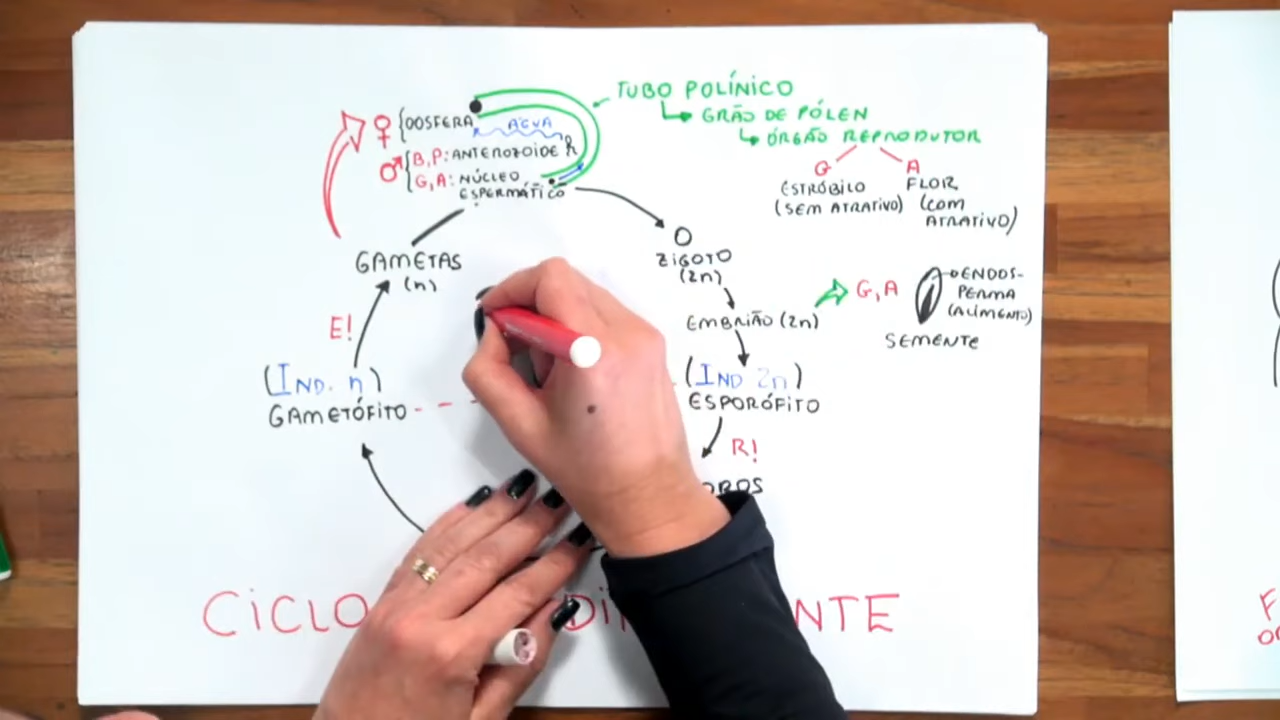 TUBO POLÍNICO
GRÃO DE PÓLEN
ÓRGÃO REPRODUTOR
G A
ESTRÓBILO
(SEM ATRATIVO)
FLOR
(COM
ATRATIVO)
♀ { OOSFERA
ÁGUA
♂ { B,P: ANTEROZOIDE
G,A: NÚCLEO
ESPERMÁTICO
GAMETAS
(n)
E!
(IND. n)
GAMETÓFITO
ZIGOTO
(2n)
EMBRIÃO (2n)
G, A
ENDOS-
PERMA
(ALIMENTO)
SEMENTE
(IND 2n)
ESPORÓFITO
R!
CICLO